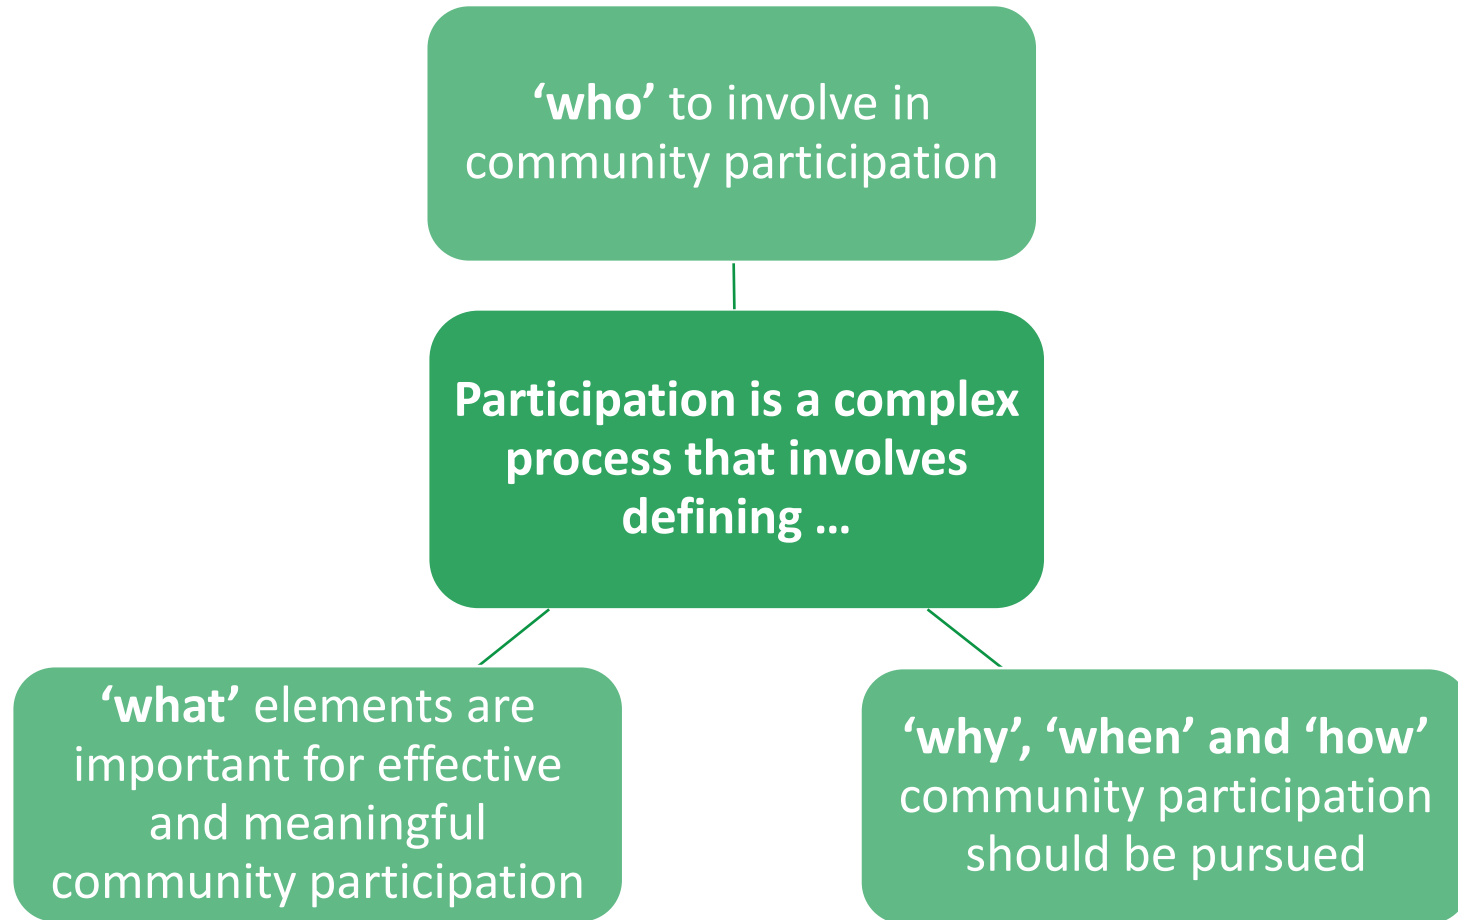 ‘who’ to involve in
community participation
Participation is a complex
process that involves
defining …
‘what’ elements are
important for effective
and meaningful
community participation
‘why’, ‘when’ and ‘how’
community participation
should be pursued